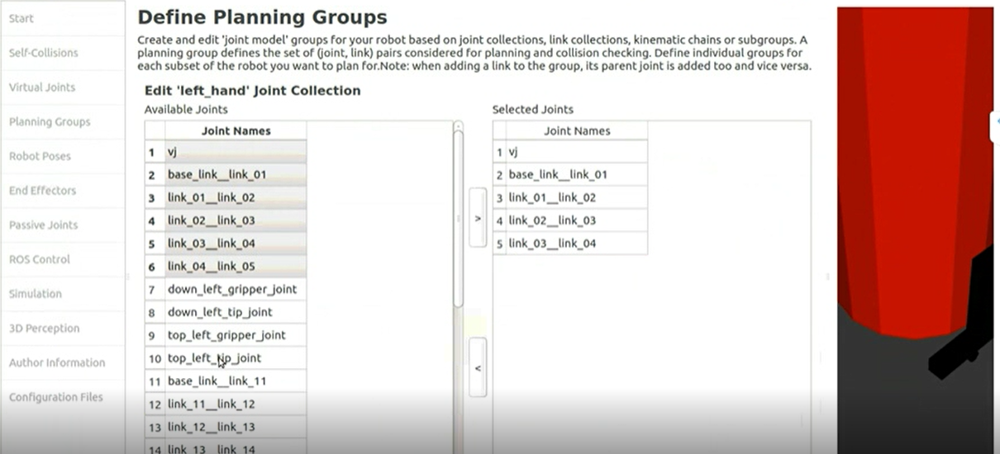 Start
Self-Collisions
Virtual Joints
Planning Groups
Robot Poses
End Effectors
Passive Joints
ROS Control
Simulation
3D Perception
Author Information
Configuration Files
Define Planning Groups
Create and edit 'joint model' groups for your robot based on joint collections, link collections, kinematic chains or subgroups. A
planning group defines the set of (joint, link) pairs considered for planning and collision checking. Define individual groups for
each subset of the robot you want to plan for.Note: when adding a link to the group, its parent joint is added too and vice versa.
Edit 'left_hand' Joint Collection
Available Joints
Joint Names
1 vj
2 base_link__link_01
3 link_01__link_02
4 link_02__link_03
5 link_03__link_04
6 link_04__link_05
7 down_left_gripper_joint
8 down_left_tip_joint
9 top_left_gripper_joint
10 top_left_tip_joint
11 base_link__link_11
12 link_11__link_12
13 link_12__link_13
14 link_13__link_14
>
<
Selected Joints
Joint Names
1 vj
2 base_link__link_01
3 link_01__link_02
4 link_02__link_03
5 link_03__link_04